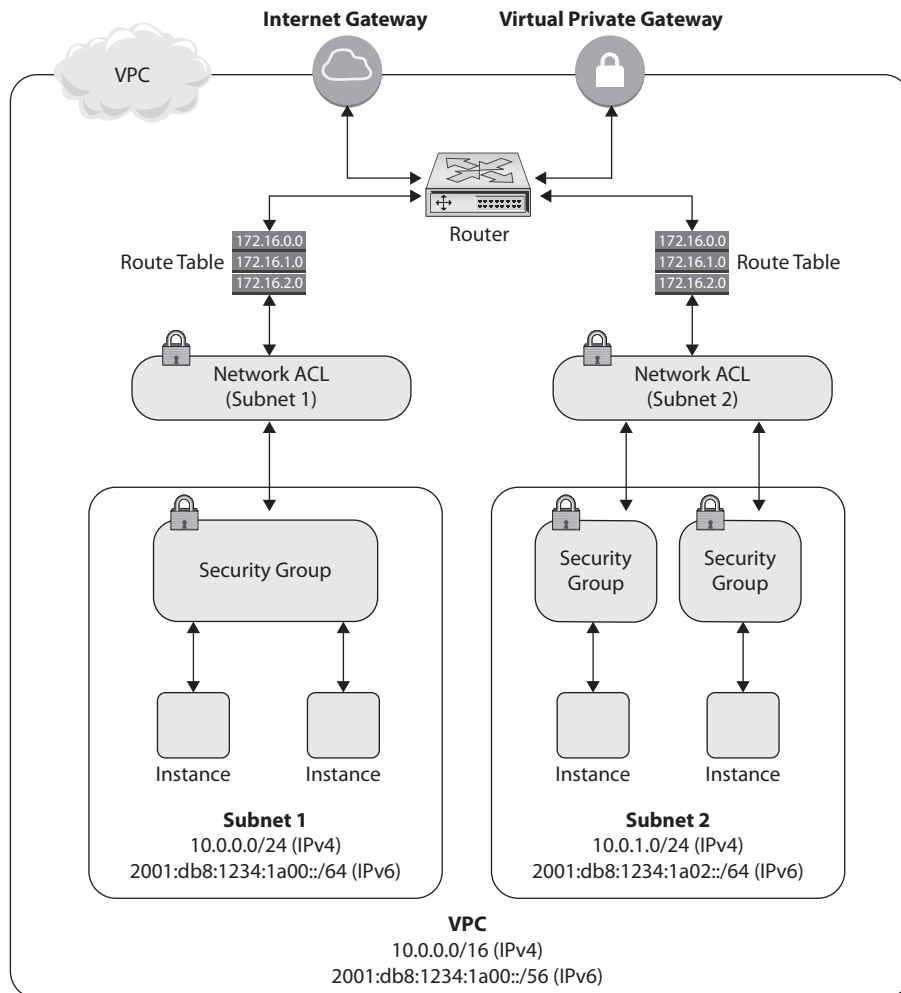 Internet Gateway
Virtual Private Gateway
VPC
Router
Route Table
172.16.0.0
172.16.1.0
172.16.2.0
172.16.0.0
172.16.1.0
172.16.2.0
Route Table
Network ACL
(Subnet 1)
Network ACL
(Subnet 2)
Security Group
Security
Group
Security
Group
Instance
Instance
Instance
Instance
Subnet 1
10.0.0.0/24 (IPv4)
2001:db8:1234:1a00::/64 (IPv6)
Subnet 2
10.0.1.0/24 (IPv4)
2001:db8:1234:1a02::/64 (IPv6)
VPC
10.0.0.0/16 (IPv4)
2001:db8:1234:1a00::/56 (IPv6)